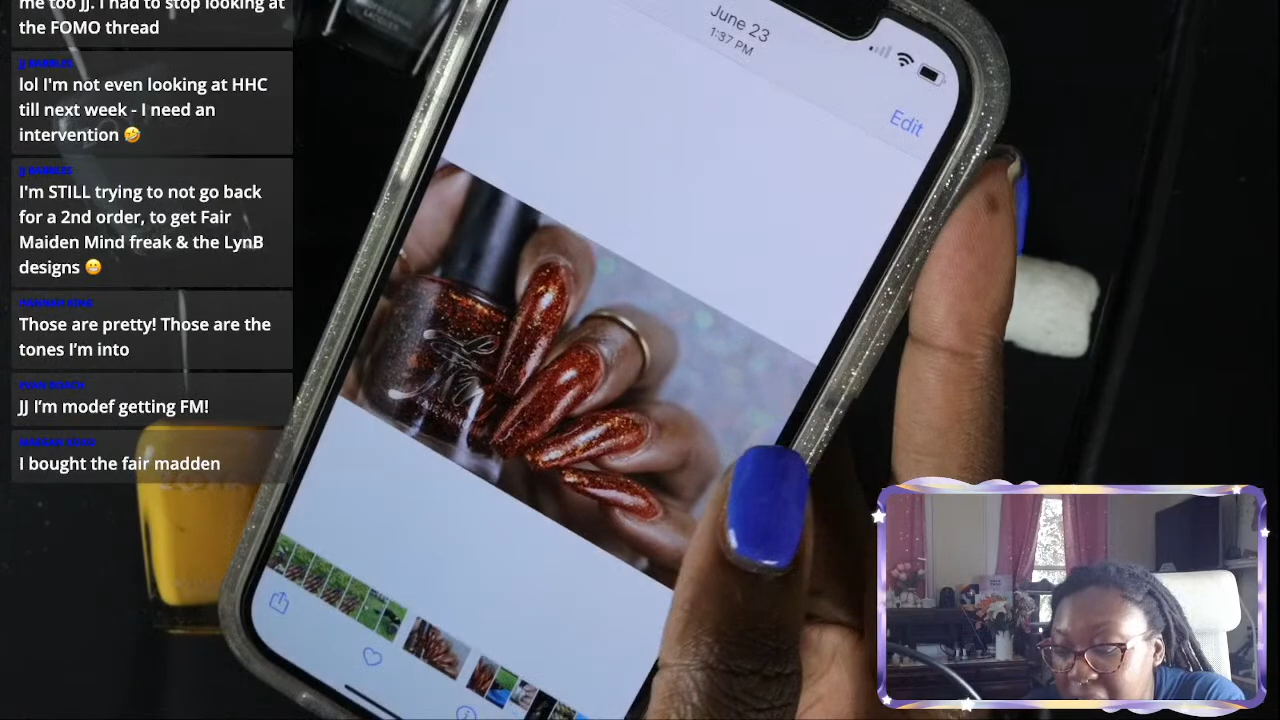 me too JJ. I had to stop looking at
the FOMO thread
lol I'm not even looking at HHC
till next week - I need an
intervention 🤣
I'm STILL trying to not go back
for a 2nd order, to get Fair
Maiden Mind freak & the LynB
designs 😬
Those are pretty! Those are the
tones I'm into
JJ I'm modef getting FM!
I bought the fair madden
June 23
1:37 PM
Edit